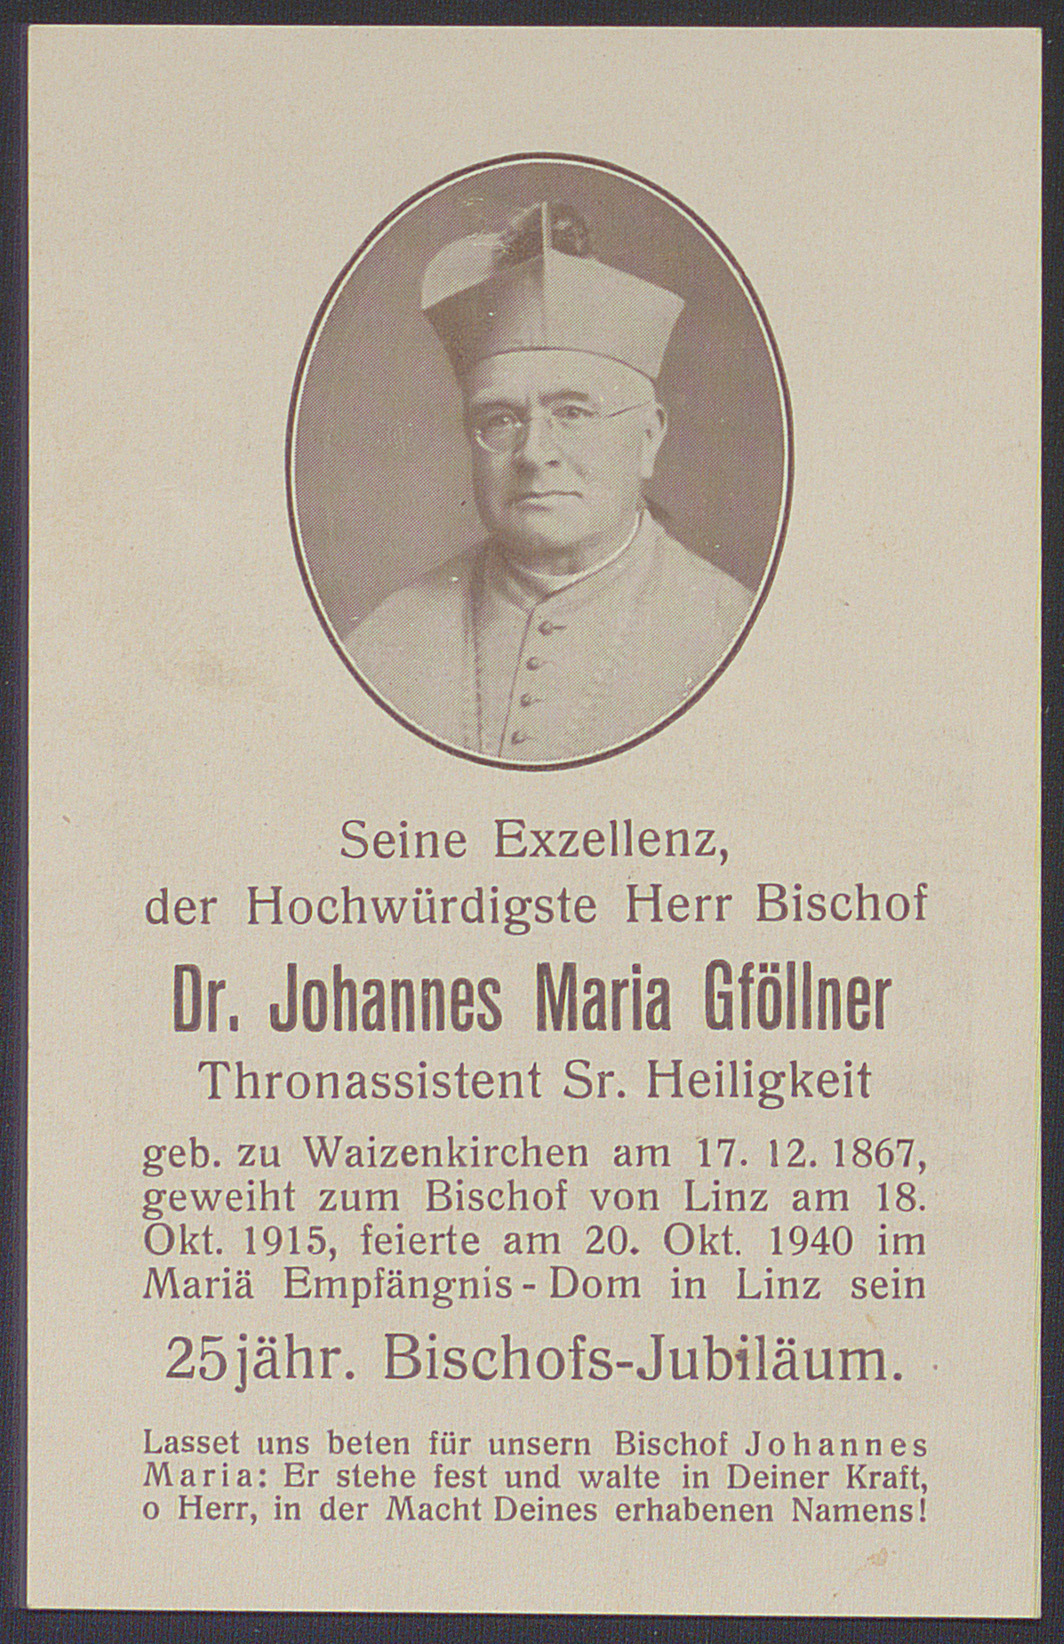 Seine Exzellenz,
der Hochwürdigste Herr Bischof
Dr. Johannes Maria Gföllner
Thronassistent Sr. Heiligkeit
geb. zu Waizenkirchen am 17. 12. 1867,
geweiht zum Bischof von Linz am 18.
Okt. 1915, feierte am 20. Okt. 1940 im
Mariä Empfängnis-Dom in Linz sein
25jähr. Bischofs-Jubiläum.
Lasset uns beten für unsern Bischof Johannes
Maria: Er stehe fest und walte in Deiner Kraft,
o Herr, in der Macht Deines erhabenen Namens!